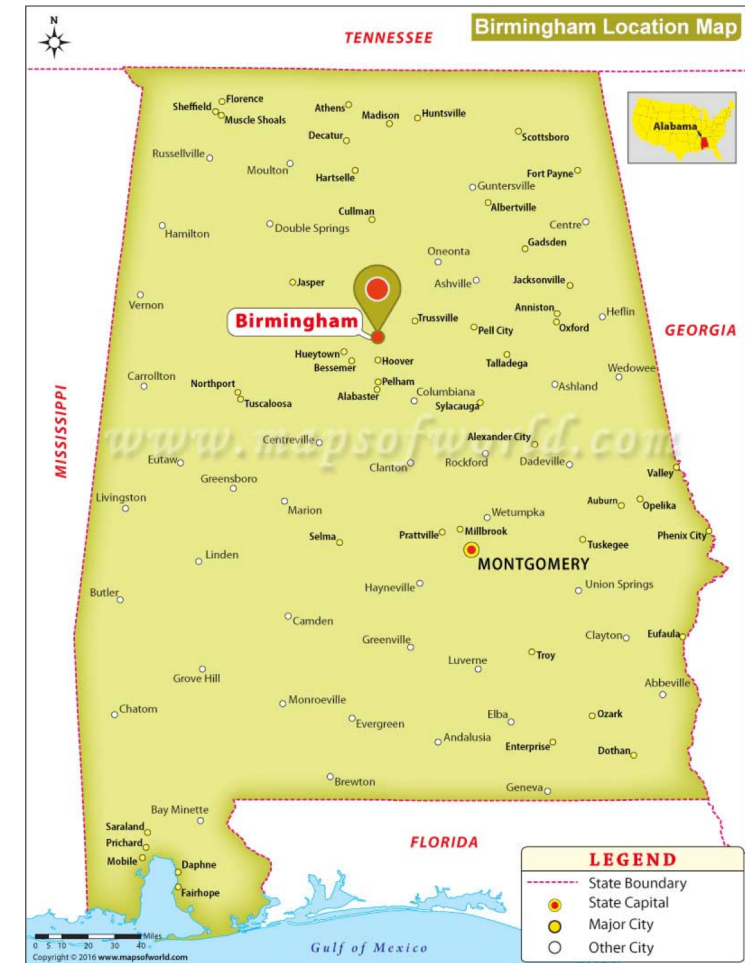 N
TENNESSEE
Birmingham Location Map
Alabama
Florence
Sheffield
Muscle Shoals
Athens
Madison
Huntsville
Decatur
Scottsboro
Russellville
Moulton
Hartselle
Fort Payne
Guntersville
Albertville
Cullman
Hamilton
Double Springs
Centre
Gadsden
Oneonta
Jasper
Ashville
Jacksonville
Vernon
Birmingham
Trussville
Anniston
Heflin
Pell City
Oxford
GEORGIA
Hueytown
Bessemer
Hoover
Talladega
Wedowee
Carrollton
Northport
Pelham
Alabaster
Columbiana
Ashland
Tuscaloosa
Sylacauga
MISSISSIPPI
www.mapsofworld.com
Centreville
Alexander City
Eutaw
Clanton
Rockford
Dadeville
Valley
Greensboro
Livingston
Marion
Auburn
Opelika
Wetumpka
Selma
Prattville
Millbrook
Tuskegee
Phenix City
Linden
MONTGOMERY
Butler
Hayneville
Union Springs
Camden
Greenville
Clayton
Eufaula
Luverne
Troy
Grove Hill
Abbeville
Chatom
Monroeville
Evergreen
Elba
Ozark
Andalusia
Enterprise
Dothan
Brewton
Geneva
Bay Minette
Saraland
Prichard
Mobile
Daphne
Fairhope
FLORIDA
LEGEND
State Boundary
State Capital
Major City
Other City
Miles
0 5 10 20 30 40
Gulf of Mexico
Copyright © 2016 www.mapsofworld.com